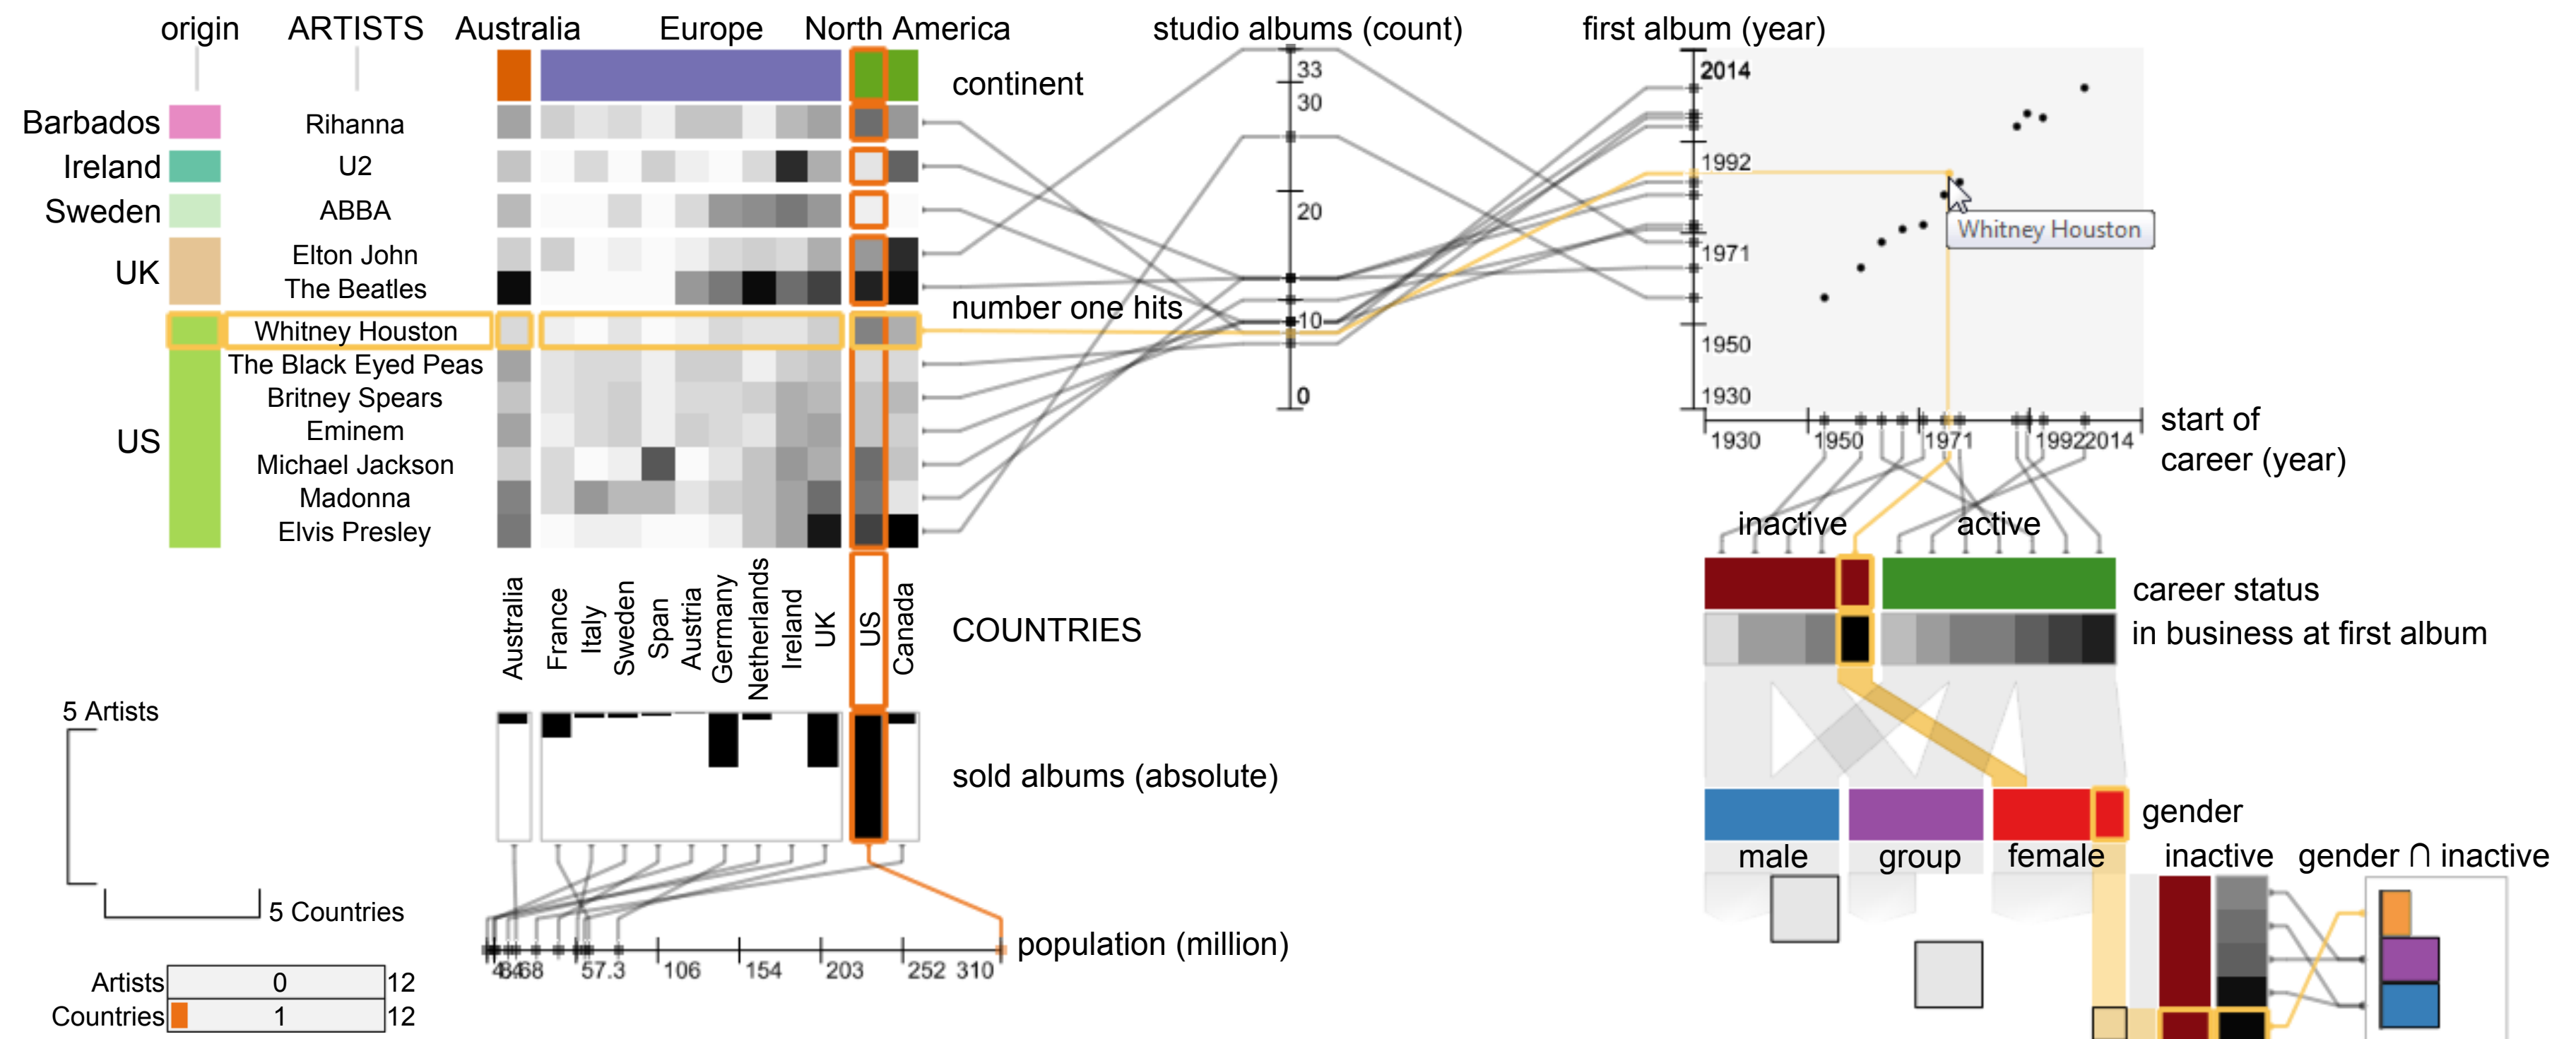 origin ARTISTS Australia Europe North America studio albums (count) first album (year)
continent
Barbados Rihanna
Ireland U2
Sweden ABBA
UK
Elton John
The Beatles
number one hits
US
Whitney Houston
The Black Eyed Peas
Britney Spears
Eminem
Michael Jackson
Madonna
Elvis Presley
33
30
20
10
0
2014
1992
1971
1950
1930
Whitney Houston
1930 1950 1971 1992 2014
start of
career (year)
inactive active
career status
in business at first album
Australia France Italy Sweden Span Austria Germany Netherlands Ireland UK US Canada
COUNTRIES
sold albums (absolute)
gender
male group female inactive gender ∩ inactive
5 Artists
5 Countries
57.3 106 154 203 252 310
population (million)
Artists 0 12
Countries 1 12